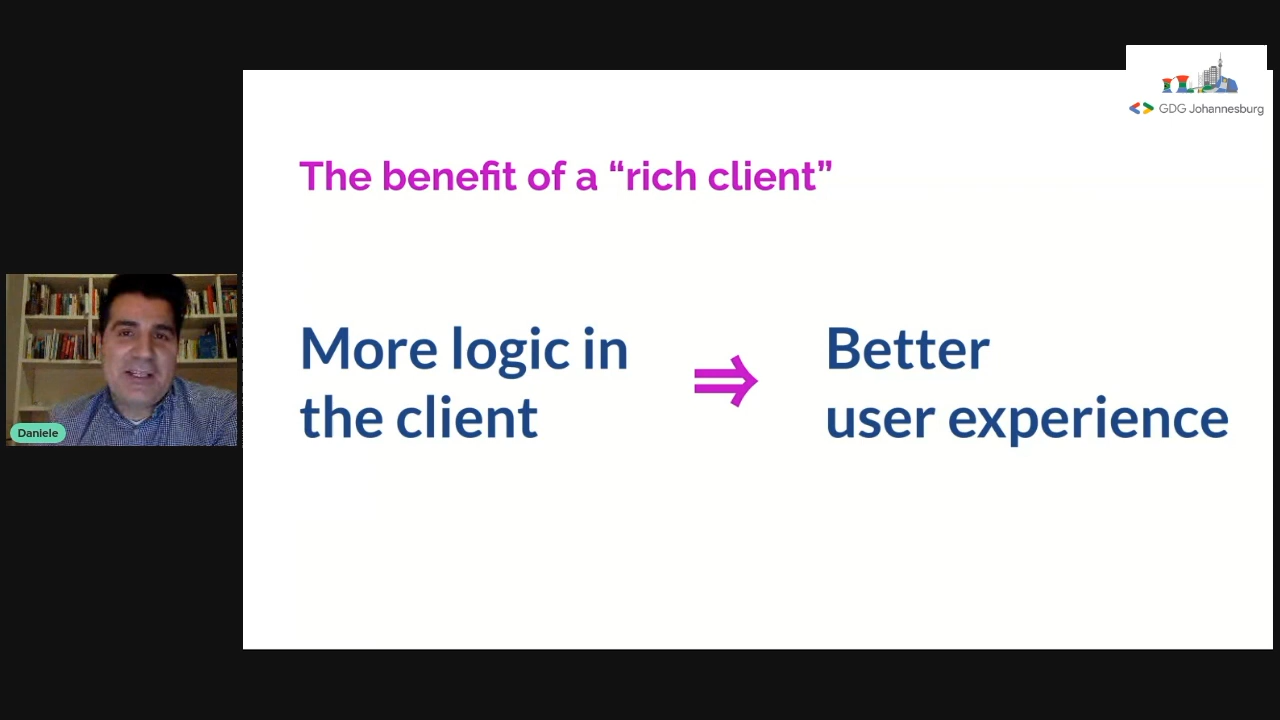 GDG Johannesburg
The benefit of a “rich client”
More logic in
the client
⇒
Better
user experience
Daniele